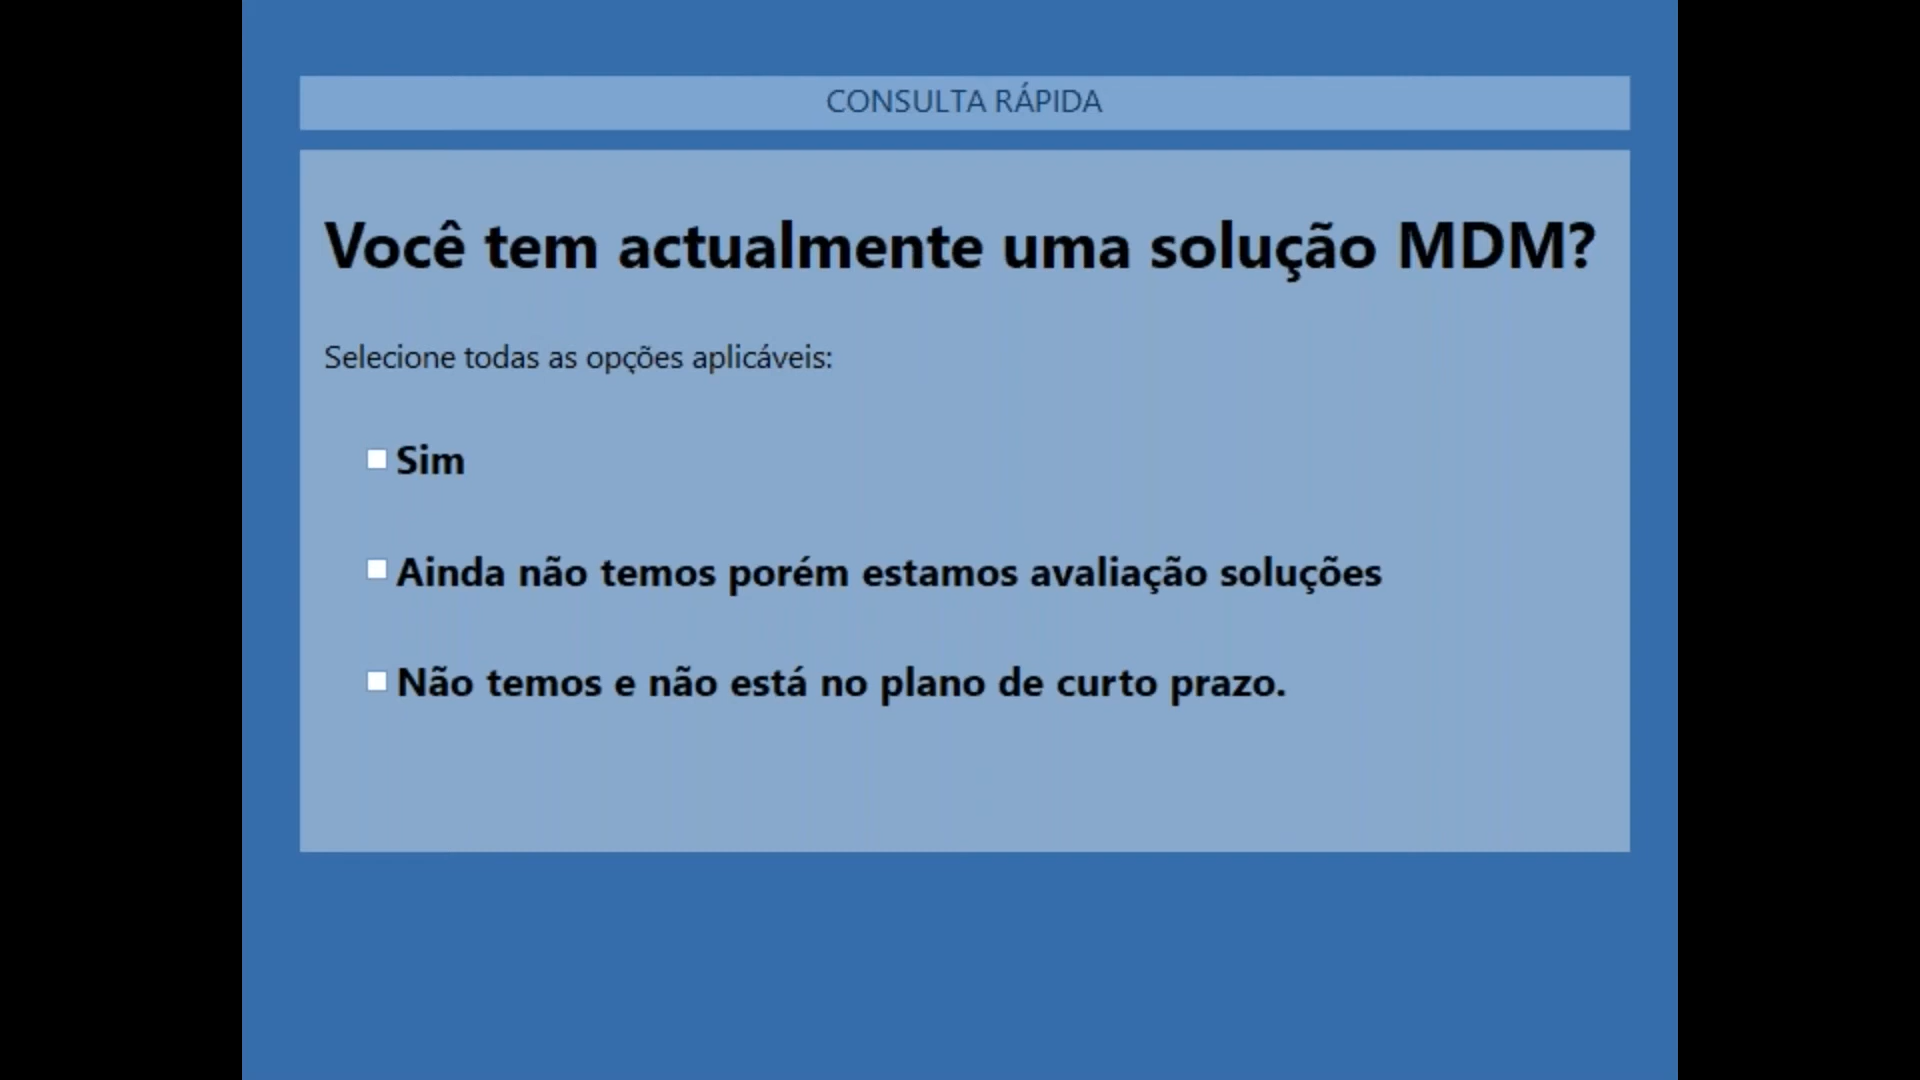 CONSULTA RÁPIDA
Você tem actualmente uma solução MDM?
Selecione todas as opções aplicáveis:
Sim
Ainda não temos porém estamos avaliação soluções
Não temos e não está no plano de curto prazo.